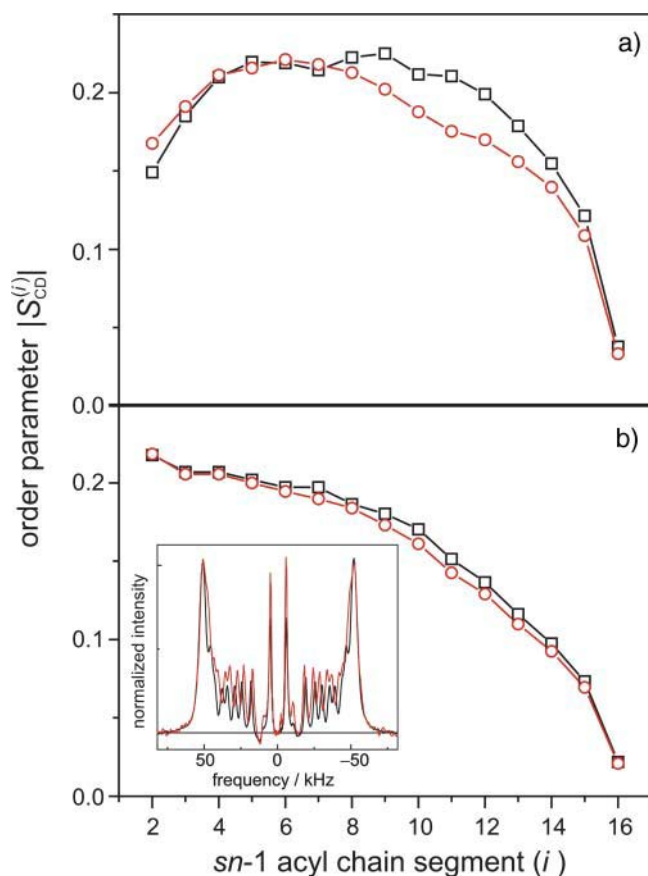 a)
0.2
0.1
0.0
order parameter |S_CD^(i)|
b)
0.2
0.1
0.0
normalized intensity
50 0 -50
frequency / kHz
2 4 6 8 10 12 14 16
sn-1 acyl chain segment (i )